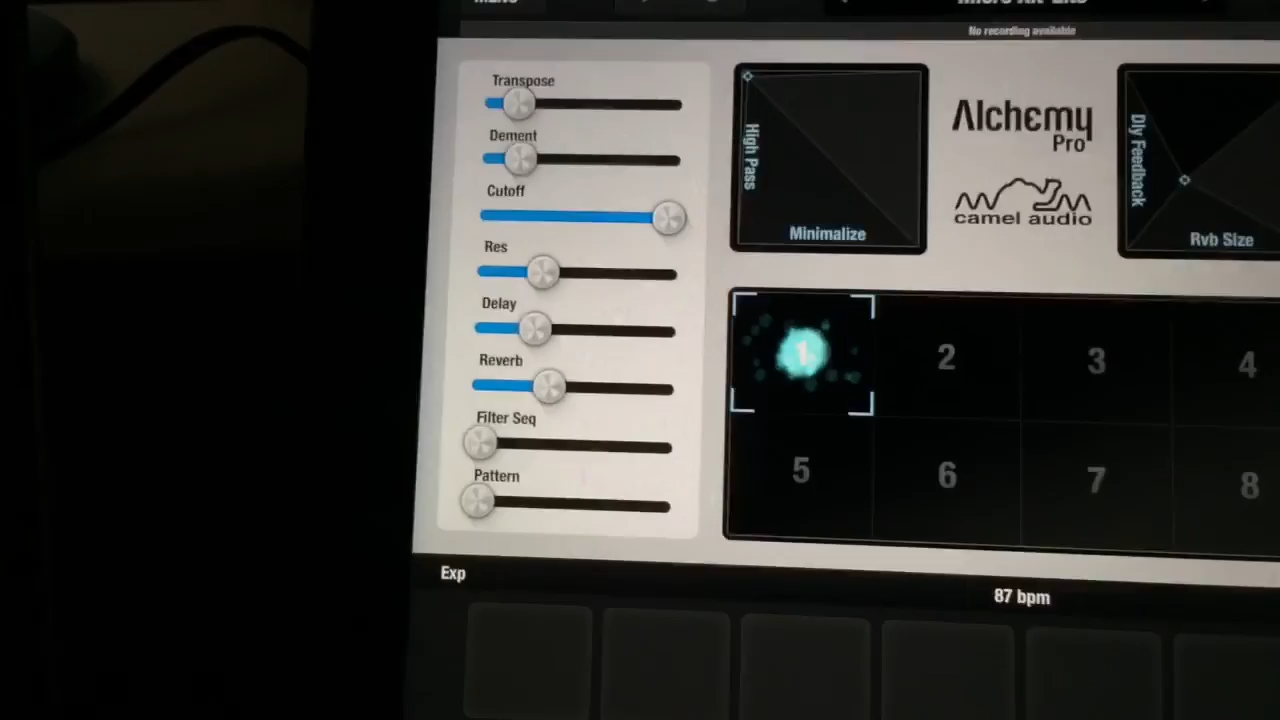 No recording available
Transpose
Dement
Cutoff
Res
Delay
Reverb
Filter Seq
Pattern
High Pass
Minimalize
Alchemy
Pro
camel audio
Dly Feedback
Rvb Size
1
2
3
4
5
6
7
8
Exp
87 bpm